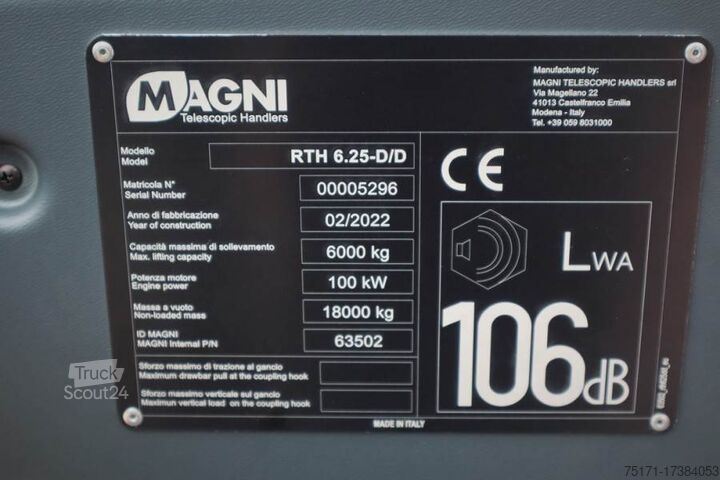 MAGNI
Telescopic Handlers
Manufactured by:
MAGNI TELESCOPIC HANDLERS srl
Via Magellano 22
41013 Castelfranco Emilia
Modena - Italy
Tel. +39 059 8031000
Modello
Model
RTH 6.25-D/D
Matricola N°
Serial Number
00005296
Anno di fabbricazione
Year of construction
02/2022
Capacità massima di sollevamento
Max. lifting capacity
6000 kg
Potenza motore
Engine power
100 kW
Massa a vuoto
Non-loaded mass
18000 kg
ID MAGNI
MAGNI Internal P/N
63502
Sforzo massimo di trazione al gancio
Maximum drawbar pull at the coupling hook
Sforzo massimo verticale sul gancio
Maximun vertical load on the coupling hook
CE
LWA
106dB
MADE IN ITALY
Truck
Scout24
75171-17384053